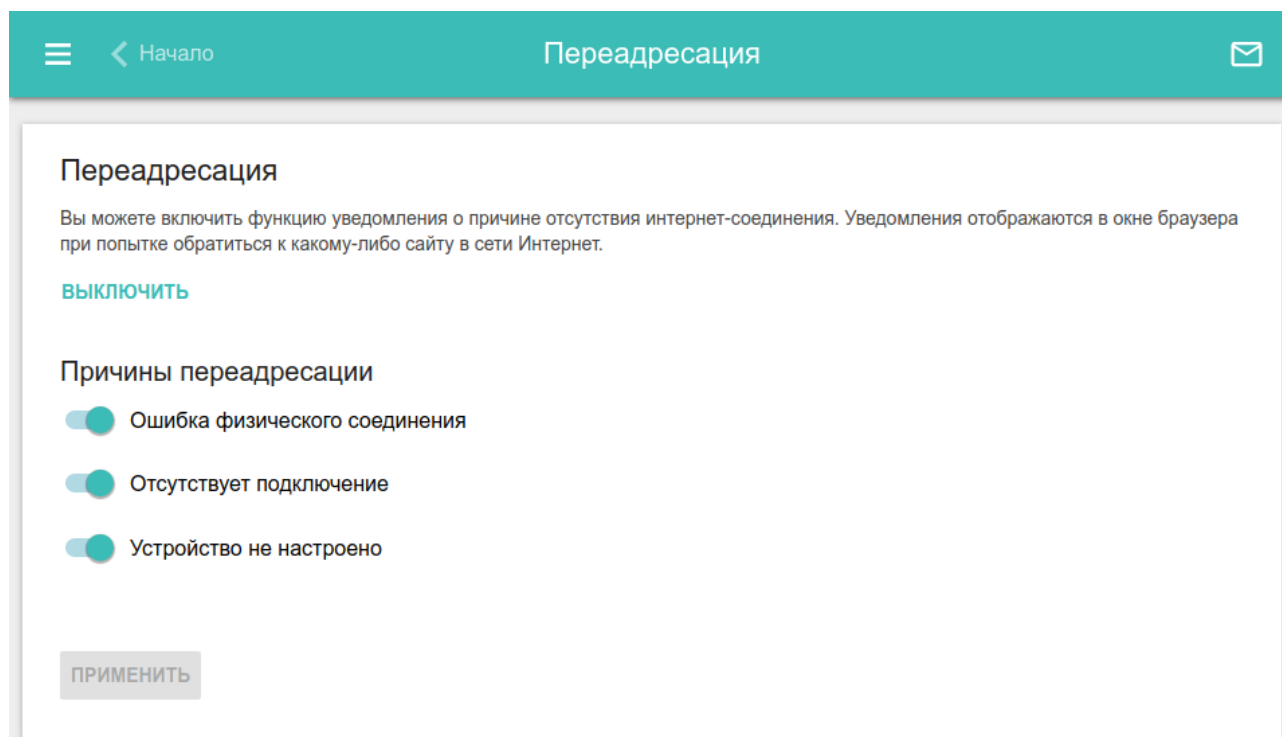 Начало
Переадресация
Переадресация
Вы можете включить функцию уведомления о причине отсутствия интернет-соединения. Уведомления отображаются в окне браузера
при попытке обратиться к какому-либо сайту в сети Интернет.
ВЫКЛЮЧИТЬ
Причины переадресации
Ошибка физического соединения
Отсутствует подключение
Устройство не настроено
ПРИМЕНИТЬ